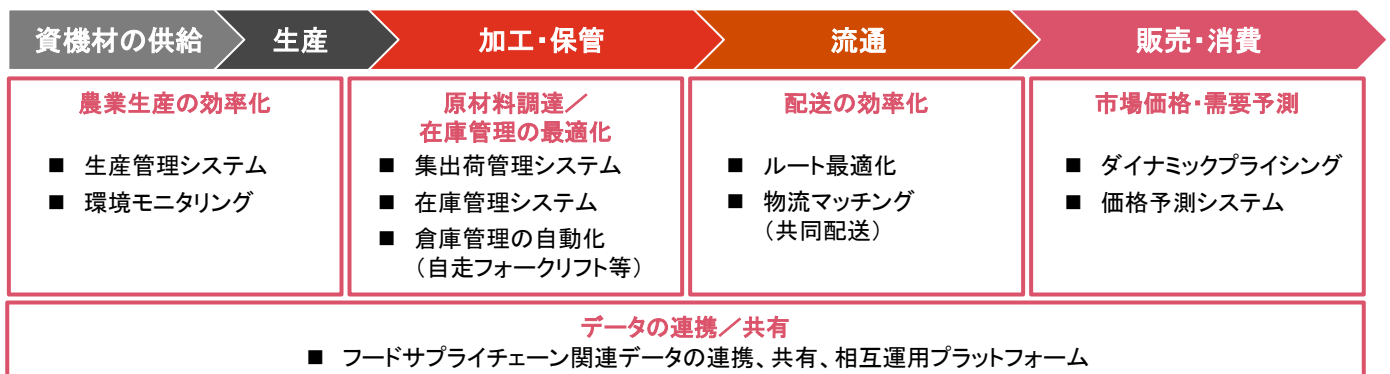 資機材の供給
生産
加工・保管
流通
販売・消費
農業生産の効率化
■ 生産管理システム
■ 環境モニタリング
原材料調達／
在庫管理の最適化
■ 集出荷管理システム
■ 在庫管理システム
■ 倉庫管理の自動化
（自走フォークリフト等）
配送の効率化
■ ルート最適化
■ 物流マッチング
（共同配送）
市場価格・需要予測
■ ダイナミックプライシング
■ 価格予測システム
データの連携／共有
■ フードサプライチェーン関連データの連携、共有、相互運用プラットフォーム